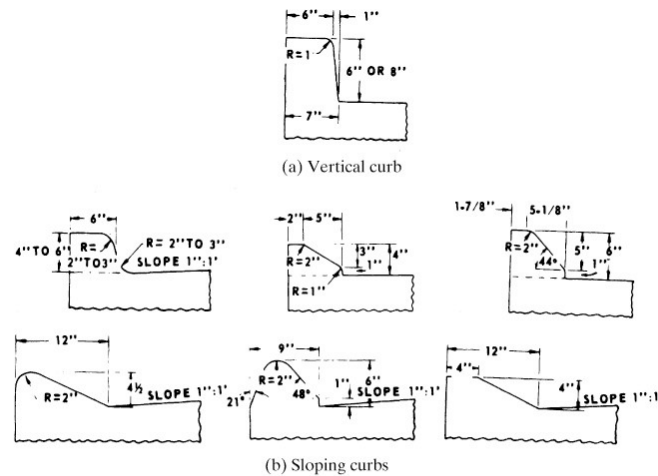 6" 1"
R=1
6" OR 8"
7"
(a) Vertical curb
6"
4" TO 6"
R=
2"TO3"
R= 2"TO 3"
SLOPE 1":1'
2" 5"
R=2"
3"
4"
1"
R=1"
1-7/8" 5-1/8"
R=2"
44°
5"
6"
1"
12"
4½
R=2"
SLOPE 1":1'
9"
R=2"
21°
48°
1"
6"
SLOPE 1":1'
12"
4"
4"
SLOPE 1":1
(b) Sloping curbs